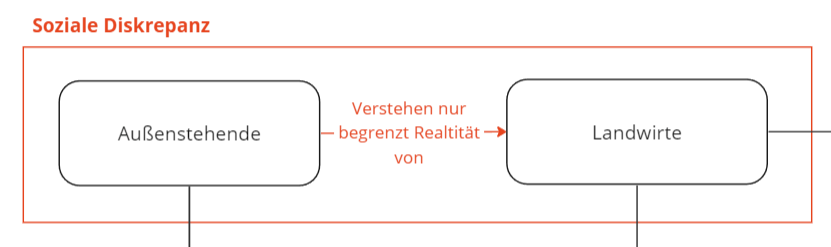 Soziale Diskrepanz
Verstehen nur
Außenstehende
begrenzt Realtität
Landwirte
von